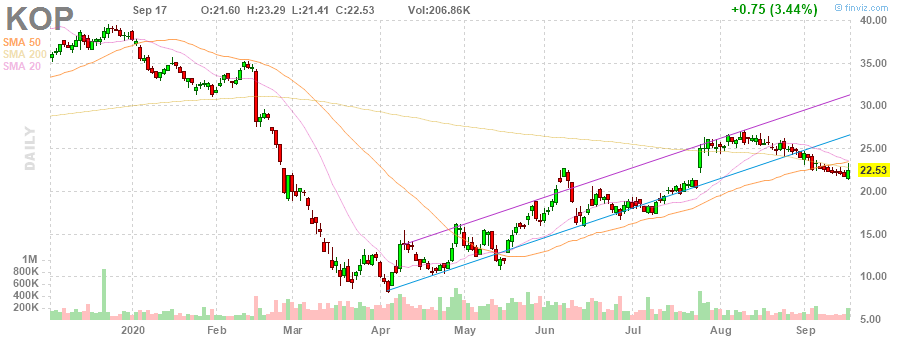 KOP Sep 17 O:21.60 H:23.29 L:21.41 C:22.53 Vol:206.86K +0.75 (3.44%) © finviz.com
SMA 50
SMA 200
SMA 20
DAILY
40.00
35.00
30.00
25.00
22.53
20.00
15.00
10.00
5.00
1M
800K
600K
400K
200K
2020 Feb Mar Apr May Jun Jul Aug Sep